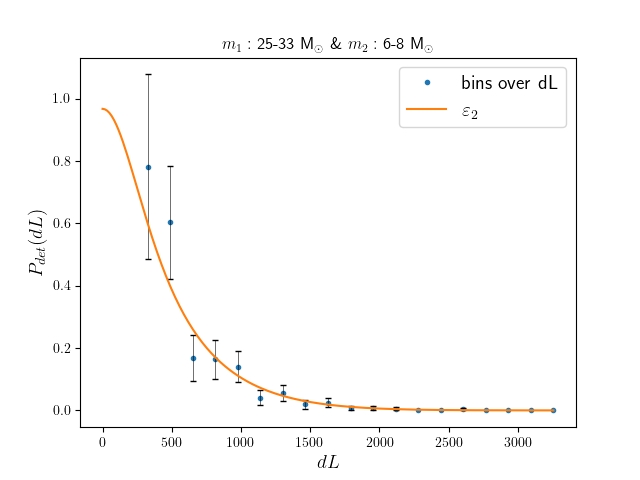 m₁ : 25-33 M⊙ & m₂ : 6-8 M⊙
bins over dL
ε₂
P_det(dL)
1.0
0.8
0.6
0.4
0.2
0.0
0 500 1000 1500 2000 2500 3000
dL